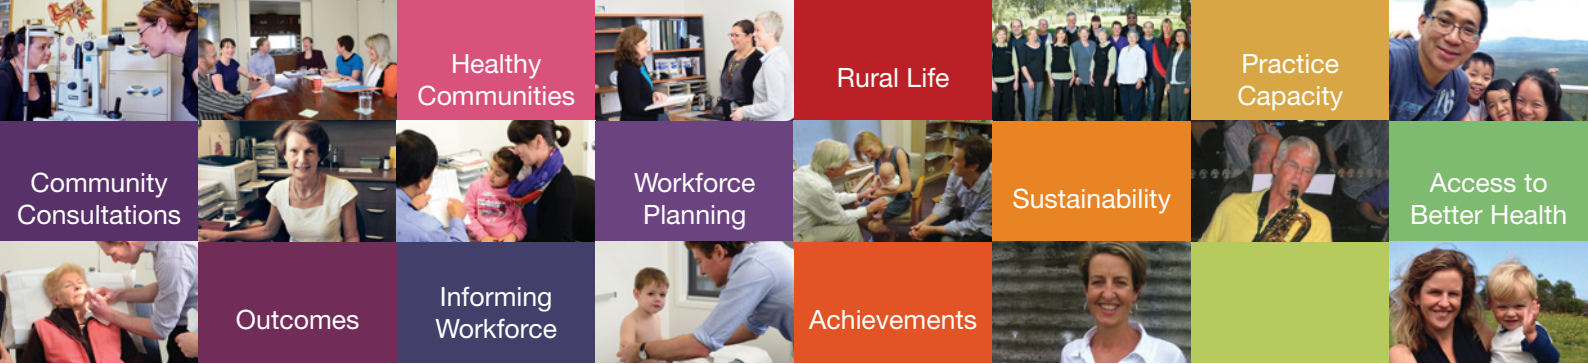 Healthy
Communities
Rural Life
Practice
Capacity
Community
Consultations
Workforce
Planning
Sustainability
Access to
Better Health
Outcomes
Informing
Workforce
Achievements